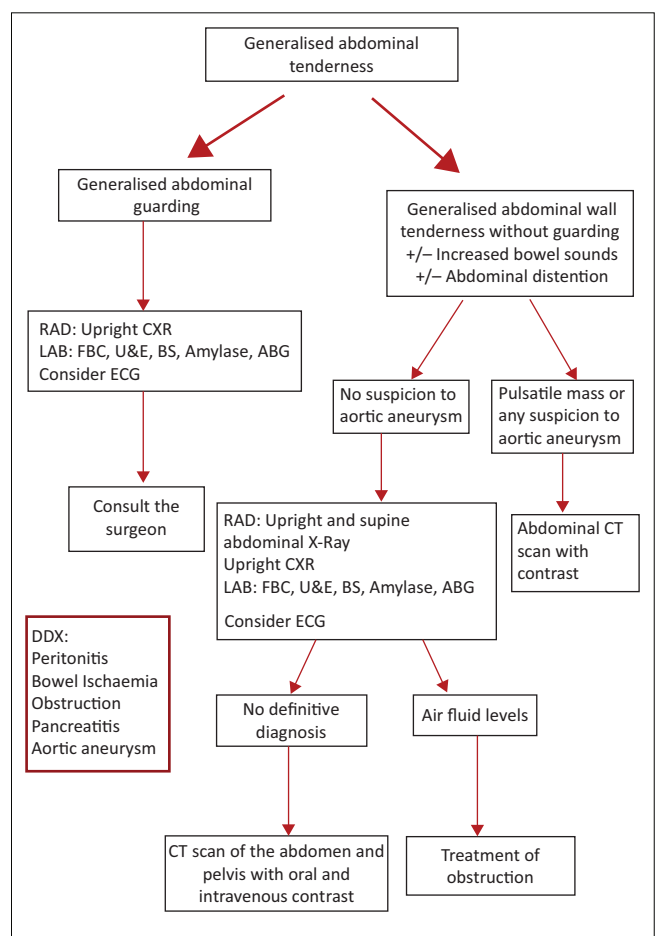 Generalised abdominal
tenderness
Generalised abdominal
guarding
Generalised abdominal wall
tenderness without guarding
+/– Increased bowel sounds
+/– Abdominal distention
RAD: Upright CXR
LAB: FBC, U&E, BS, Amylase, ABG
Consider ECG
No suspicion to
aortic aneurysm
Pulsatile mass or
any suspicion to
aortic aneurysm
Consult the
surgeon
RAD: Upright and supine
abdominal X-Ray
Upright CXR
LAB: FBC, U&E, BS, Amylase, ABG
Consider ECG
Abdominal CT
scan with
contrast
DDX:
Peritonitis
Bowel Ischaemia
Obstruction
Pancreatitis
Aortic aneurysm
No definitive
diagnosis
Air fluid levels
CT scan of the abdomen and
pelvis with oral and
intravenous contrast
Treatment of
obstruction